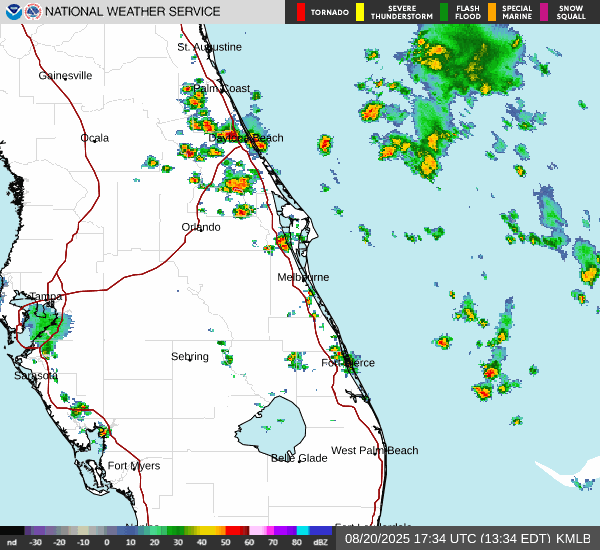 NATIONAL WEATHER SERVICE
TORNADO
SEVERE THUNDERSTORM
FLASH FLOOD
SPECIAL MARINE
SNOW SQUALL
St. Augustine
Gainesville
Palm Coast
Ocala
Daytona Beach
Orlando
Melbourne
Tampa
Sebring
Fort Pierce
Sarasota
West Palm Beach
Belle Glade
Fort Myers
nd -30 -20 -10 0 10 20 30 40 50 60 70 80 dBZ
08/20/2025 17:34 UTC (13:34 EDT) KMLB